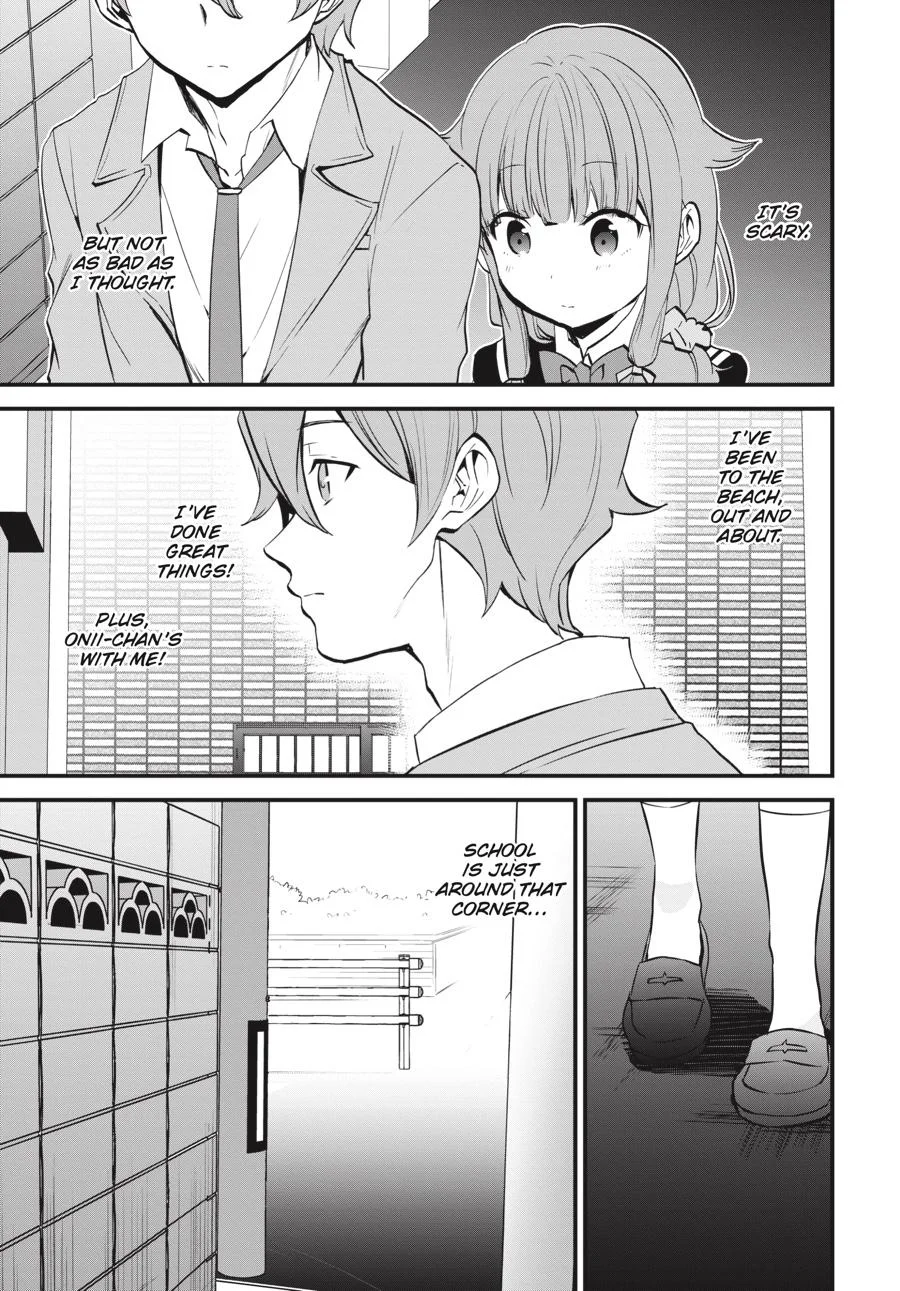 IT'S
SCARY.
BUT NOT
AS BAD AS
I THOUGHT.
I'VE
BEEN
TO THE
BEACH,
OUT AND
ABOUT.
I'VE
DONE
GREAT
THINGS!
PLUS,
ONII-CHAN'S
WITH ME!
SCHOOL
IS JUST
AROUND THAT
CORNER...